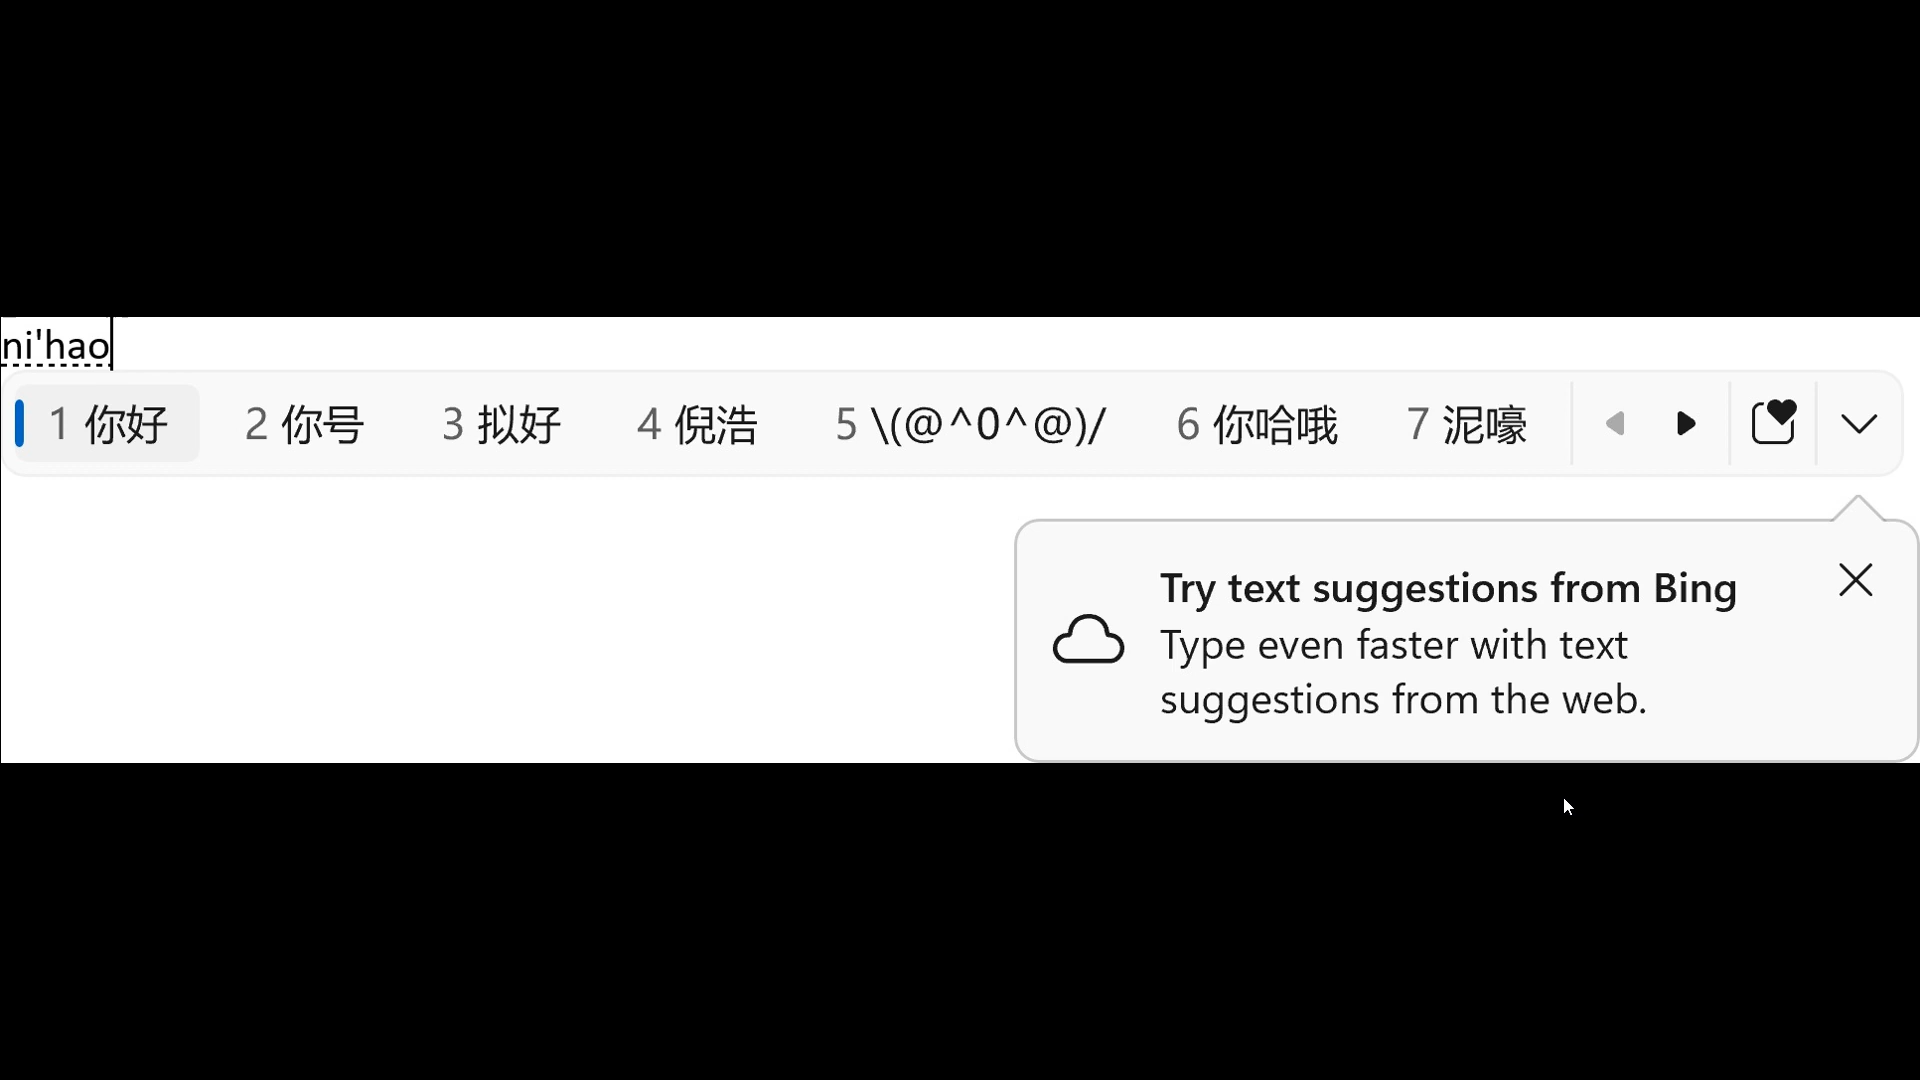 ni'hao
1 你好 2 你号 3 拟好 4 倪浩 5 \(@^0^@)/ 6 你哈哦 7 泥嚎
Try text suggestions from Bing
Type even faster with text
suggestions from the web.